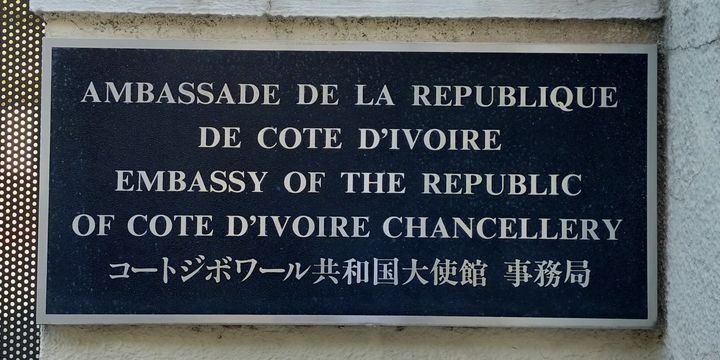 AMBASSADE DE LA REPUBLIQUE
DE COTE D'IVOIRE
EMBASSY OF THE REPUBLIC
OF COTE D'IVOIRE CHANCELLERY
コートジボワール共和国大使館 事務局